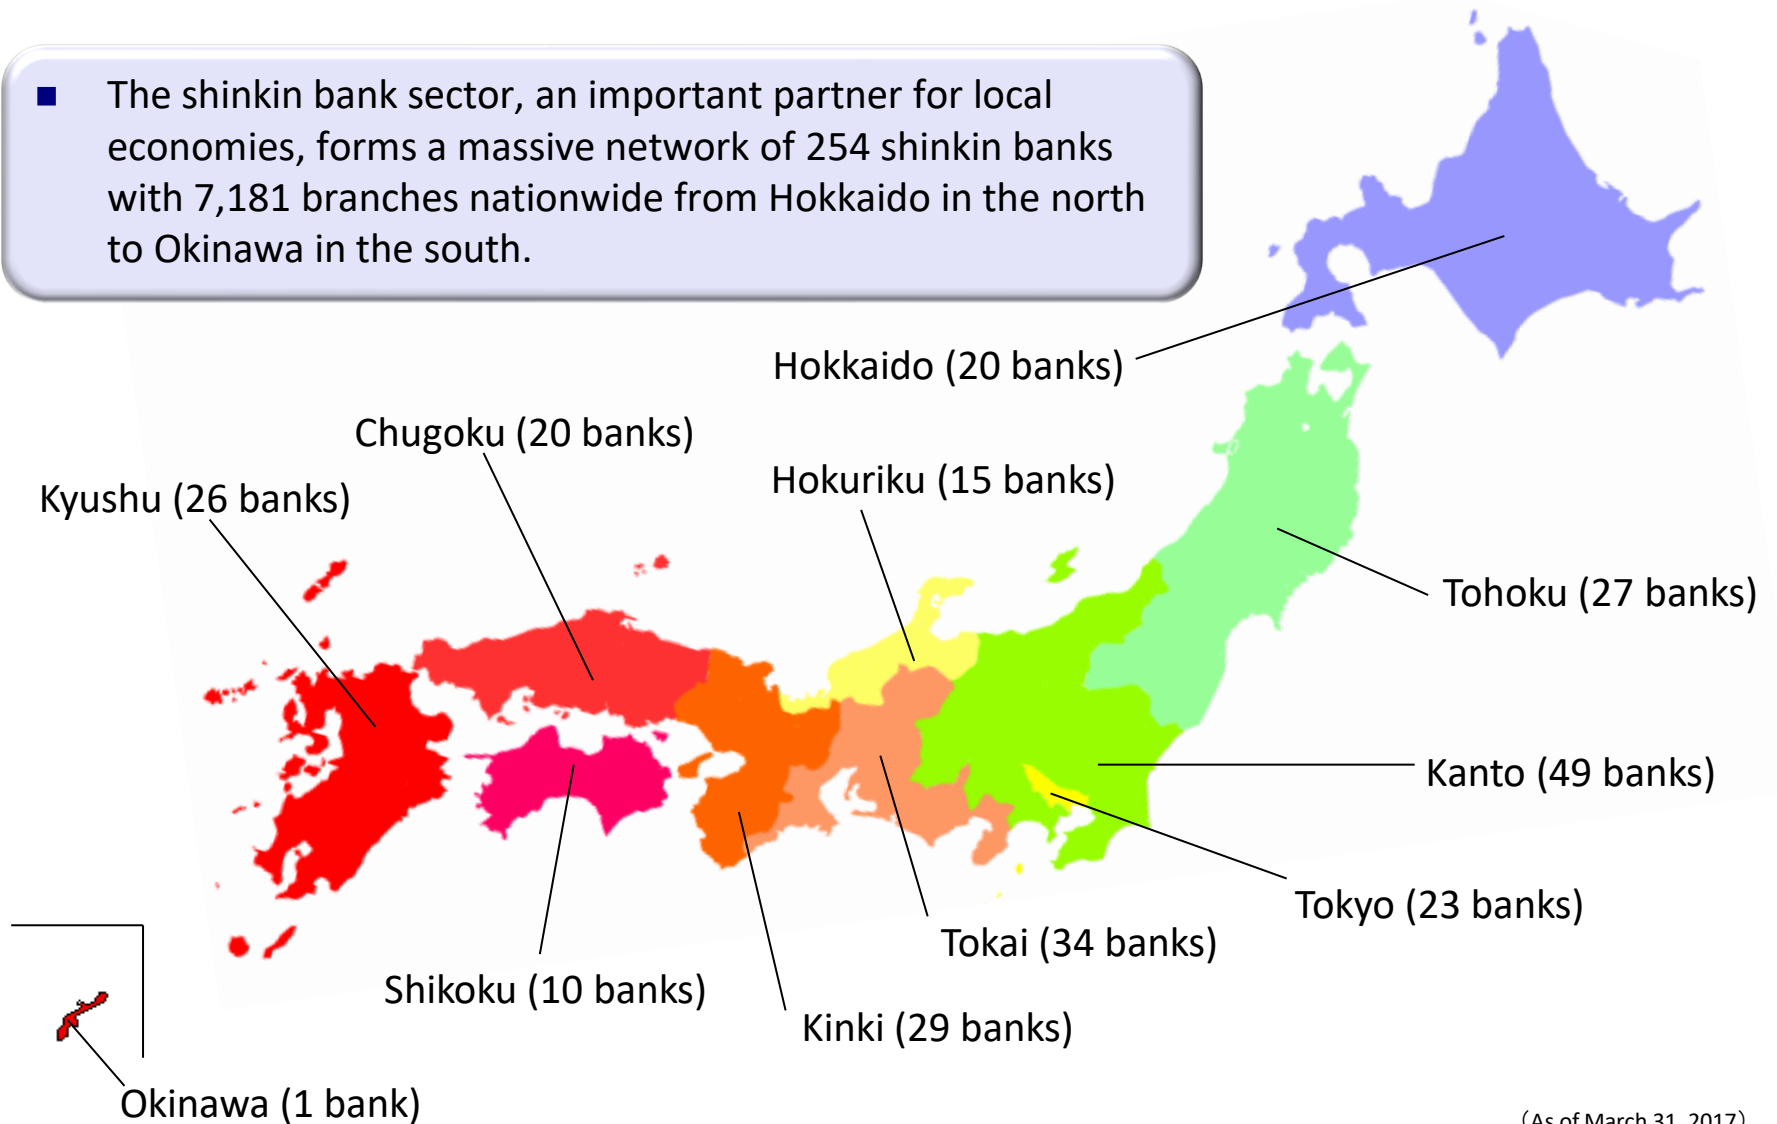 ■ The shinkin bank sector, an important partner for local
economies, forms a massive network of 254 shinkin banks
with 7,181 branches nationwide from Hokkaido in the north
to Okinawa in the south.
Hokkaido (20 banks)
Chugoku (20 banks)
Hokuriku (15 banks)
Kyushu (26 banks)
Tohoku (27 banks)
Kanto (49 banks)
Tokyo (23 banks)
Tokai (34 banks)
Shikoku (10 banks)
Kinki (29 banks)
Okinawa (1 bank)
（As of March 31, 2017）